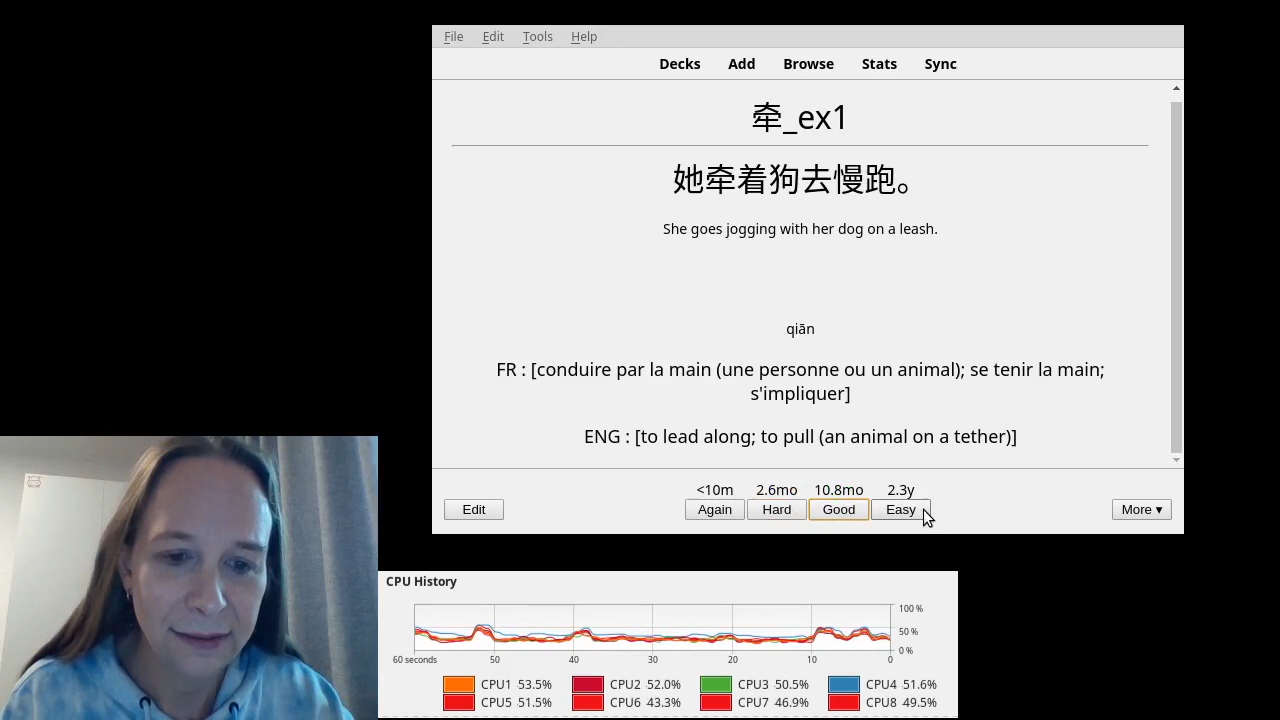 File Edit Tools Help
Decks Add Browse Stats Sync
牵_ex1
她牵着狗去慢跑。
She goes jogging with her dog on a leash.
qiān
FR : [conduire par la main (une personne ou un animal); se tenir la main;
s'impliquer]
ENG : [to lead along; to pull (an animal on a tether)]
<10m 2.6mo 10.8mo 2.3y
Edit Again Hard Good Easy More ▾
CPU History
100 %
50 %
0 %
60 seconds 50 40 30 20 10 0
CPU1 53.5% CPU2 52.0% CPU3 50.5% CPU4 51.6%
CPU5 51.5% CPU6 43.3% CPU7 46.9% CPU8 49.5%